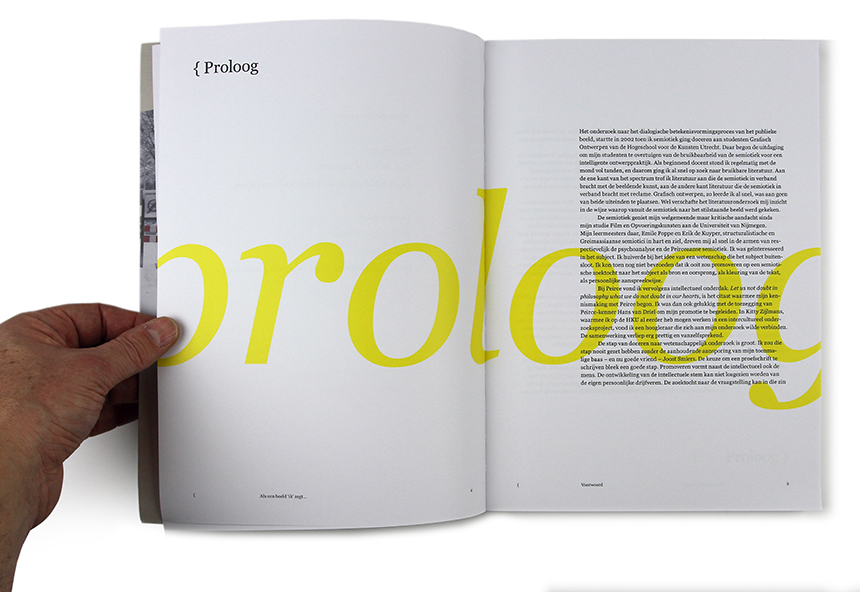 { Proloog
proloog
Het onderzoek naar het dialogische betekenisvormingsproces van het publieke
beeld, startte in 2002 toen ik semiotiek ging doceren aan studenten Grafisch
Ontwerpen van de Hogeschool voor de Kunsten Utrecht. Daar begon de uitdaging
om mijn studenten te overtuigen van de bruikbaarheid van de semiotiek voor een
intelligente ontwerppraktijk. Als beginnend docent stond ik regelmatig met de
mond vol tanden, en daarom ging ik al snel op zoek naar bruikbare literatuur. Aan
de ene kant van het spectrum trof ik literatuur aan die de semiotiek in verband
bracht met de beeldende kunst, aan de andere kant literatuur die de semiotiek in
verband bracht met reclame. Grafisch ontwerpen, zo leerde ik al snel, was aan geen
van beide uiteinden te plaatsen. Wel verschafte het literatuuronderzoek mij inzicht
in de wijze waarop vanuit de semiotiek naar het stilstaande beeld werd gekeken.
De semiotiek geniet mijn welgemeende maar kritische aandacht sinds
mijn studie Film en Opvoeringskunsten aan de Universiteit van Nijmegen.
Mijn leermeesters daar, Emile Poppe en Erik de Kuyper, structuralistische en
Greimassiaanse semiotici in hart en ziel, dreven mij al snel in de armen van res-
pectievelijk de psychoanalyse en de Peirceaanse semiotiek. Ik was geïnteresseerd
in het subject. Ik huiverde bij het idee van een wetenschap die het subject buiten-
sloot. Ik kon toen nog niet bevroeden dat ik ooit zou promoveren op een semiotische
zoektocht naar het subject als bron en oorsprong, als kleuring van de tekst,
als persoonlijke aanspreekwijze.
Bij Peirce vond ik vervolgens intellectueel onderdak. Let us not doubt in
philosophy what we do not doubt in our hearts, is het citaat waarmee mijn ken-
nismaking met Peirce begon. Ik was dan ook gelukkig met de toezegging van
Peirce-kenner Hans van Driel om mijn promotie te begeleiden. In Kitty Zijlmans,
waarmee ik op de HKU al eerder heb mogen werken in een intercultureel onder-
zoeksproject, vond ik een hoogleraar die zich aan mijn onderzoek wilde verbinden.
De samenwerking verliep erg prettig en vanzelfsprekend.
De stap van doceren naar wetenschappelijk onderzoek is groot. Ik zou die
stap nooit gezet hebben zonder de aanhoudende aansporing van mijn toenma-
lige baas – en nu goede vriend – Joost Smiers. De keuze om een proefschrift te
schrijven bleek een goede stap. Promoveren vormt naast de intellectueel ook de
mens. De ontwikkeling van de intellectuele stem kan niet losgezien worden van
de eigen persoonlijke drijfveren. De zoektocht naar de vraagstelling kan in die zin
{ Als een beeld 'ik' zegt...
{ Voorwoord